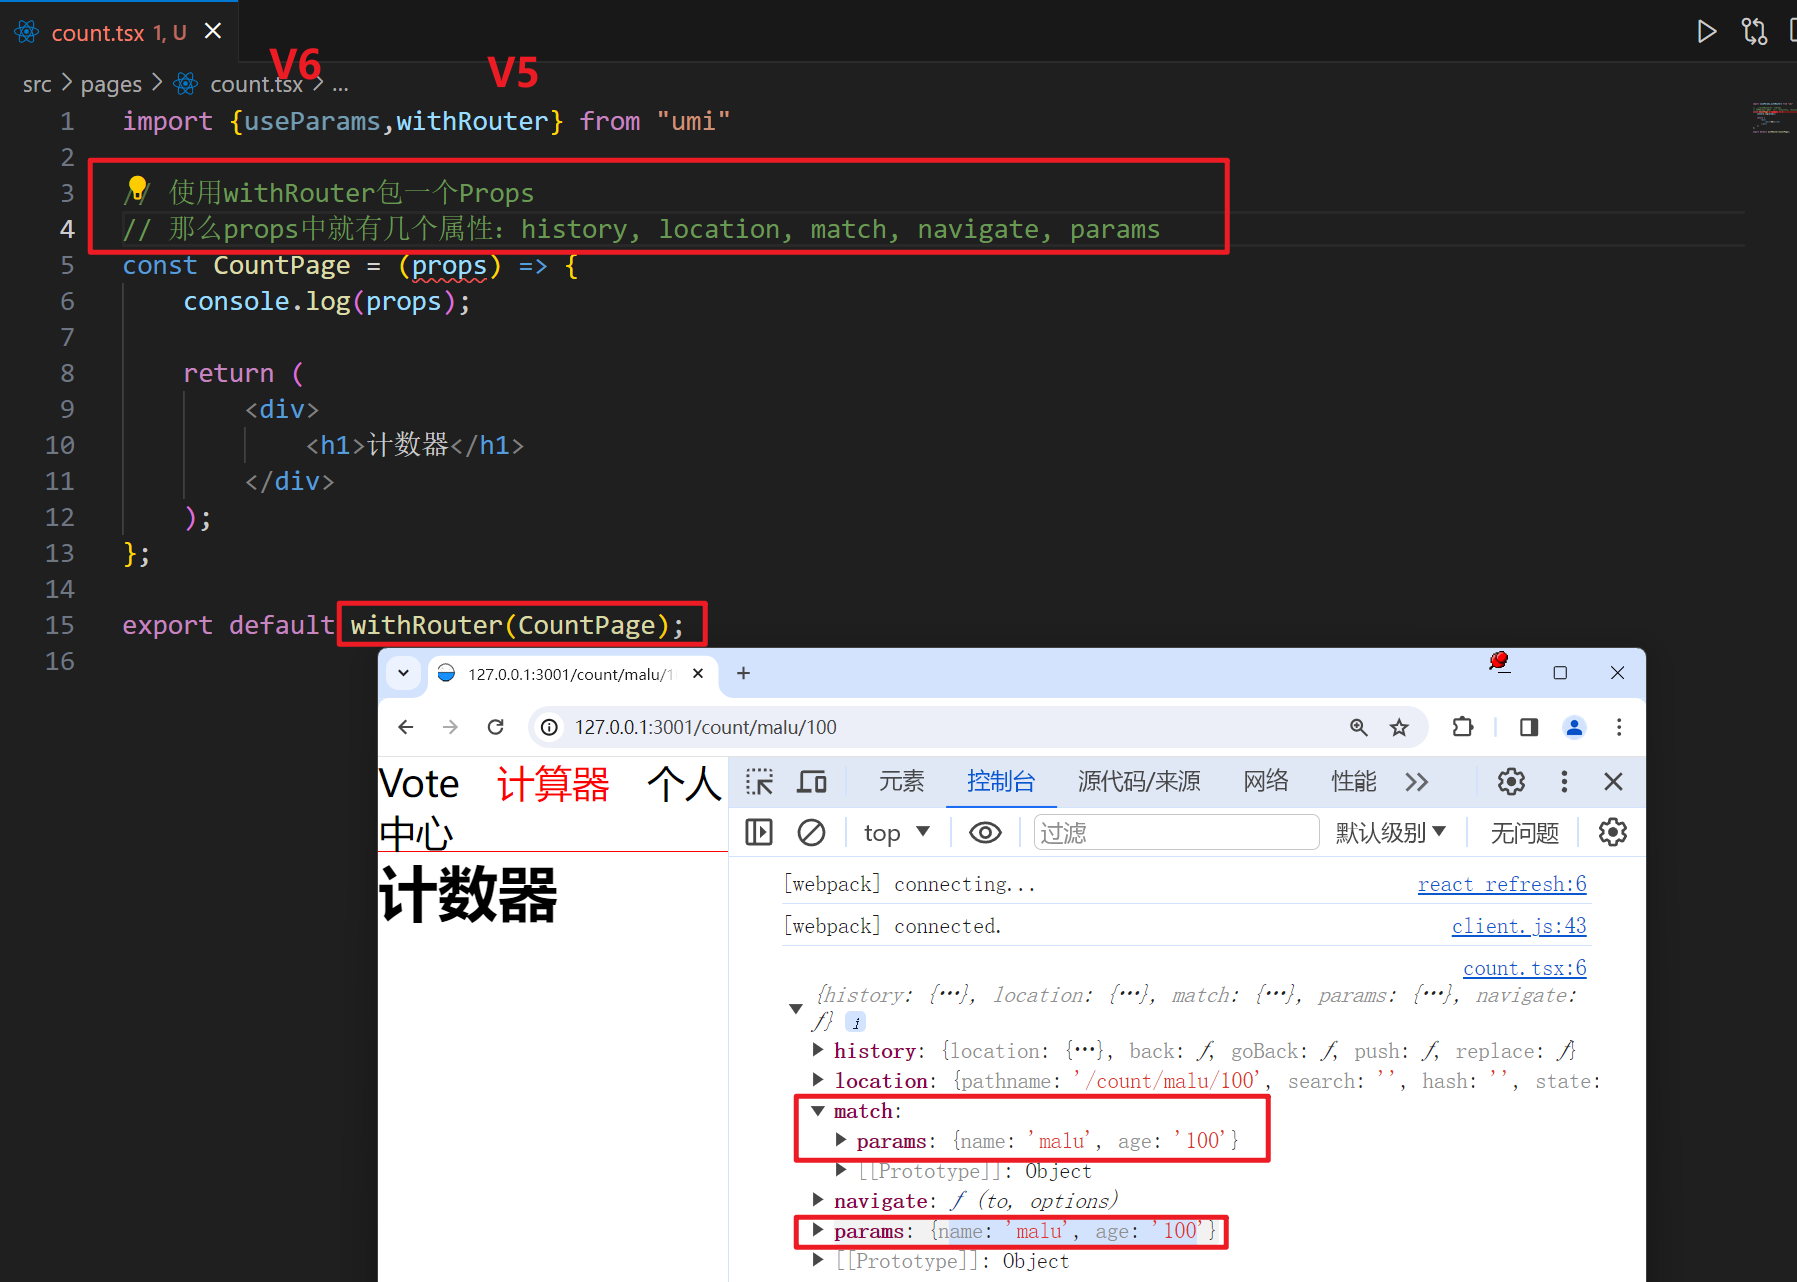 count.tsx 1, U
V6 V5
src > pages > count.tsx > ...
1 import {useParams,withRouter} from "umi"
2
3 // 使用withRouter包一个Props
4 // 那么props中就有几个属性：history, location, match, navigate, params
5 const CountPage = (props) => {
6 console.log(props);
7
8 return (
9 <div>
10 <h1>计数器</h1>
11 </div>
12 );
13 };
14
15 export default withRouter(CountPage);
16
127.0.0.1:3001/count/malu/1
127.0.0.1:3001/count/malu/100
Vote 计算器 个人
中心
计数器
元素 控制台 源代码/来源 网络 性能
top 过滤 默认级别 无问题
[webpack] connecting... react refresh:6
[webpack] connected. client.js:43
count.tsx:6
{history: {…}, location: {…}, match: {…}, params: {…}, navigate:
ƒ} i
history: {location: {…}, back: ƒ, goBack: ƒ, push: ƒ, replace: ƒ}
location: {pathname: '/count/malu/100', search: '', hash: '', state:
match:
params: {name: 'malu', age: '100'}
[[Prototype]]: Object
navigate: ƒ (to, options)
params: {name: 'malu', age: '100'}
[[Prototype]]: Object